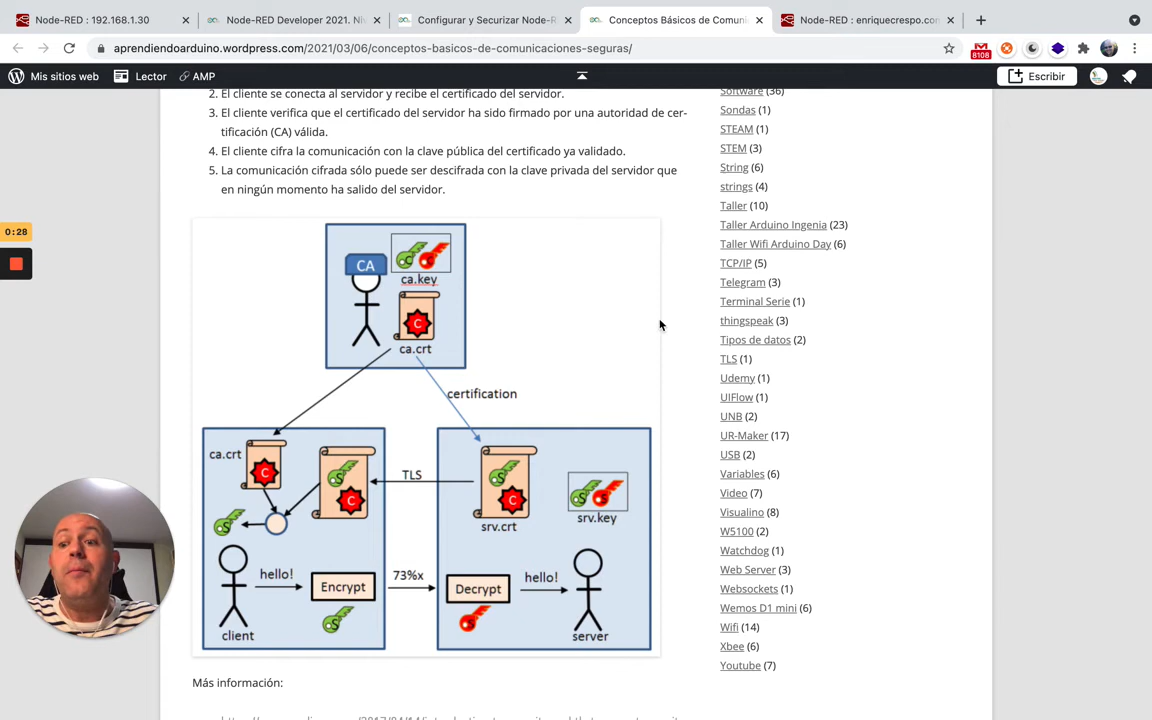 Node-RED : 192.168.1.30
Node-RED Developer 2021. Ni
Configurar y Securizar Node-R
Conceptos Básicos de Comuni
Node-RED : enriquecrespo.com
aprendiendoarduino.wordpress.com/2021/03/06/conceptos-basicos-de-comunicaciones-seguras/
8108
Mis sitios web
Lector
AMP
Escribir
2. El cliente se conecta al servidor y recibe el certificado del servidor.
3. El cliente verifica que el certificado del servidor ha sido firmado por una autoridad de cer-
tificación (CA) válida.
4. El cliente cifra la comunicación con la clave pública del certificado ya validado.
5. La comunicación cifrada sólo puede ser descifrada con la clave privada del servidor que
en ningún momento ha salido del servidor.
0:28
CA
C
C
ca.key
C
ca.crt
certification
ca.crt
C
S
C
TLS
S
C
srv.crt
S
S
srv.key
S
hello!
Encrypt
73%x
Decrypt
hello!
S
S
client
server
Más información:
Software (36)
Sondas (1)
STEAM (1)
STEM (3)
String (6)
strings (4)
Taller (10)
Taller Arduino Ingenia (23)
Taller Wifi Arduino Day (6)
TCP/IP (5)
Telegram (3)
Terminal Serie (1)
thingspeak (3)
Tipos de datos (2)
TLS (1)
Udemy (1)
UIFlow (1)
UNB (2)
UR-Maker (17)
USB (2)
Variables (6)
Video (7)
Visualino (8)
W5100 (2)
Watchdog (1)
Web Server (3)
Websockets (1)
Wemos D1 mini (6)
Wifi (14)
Xbee (6)
Youtube (7)